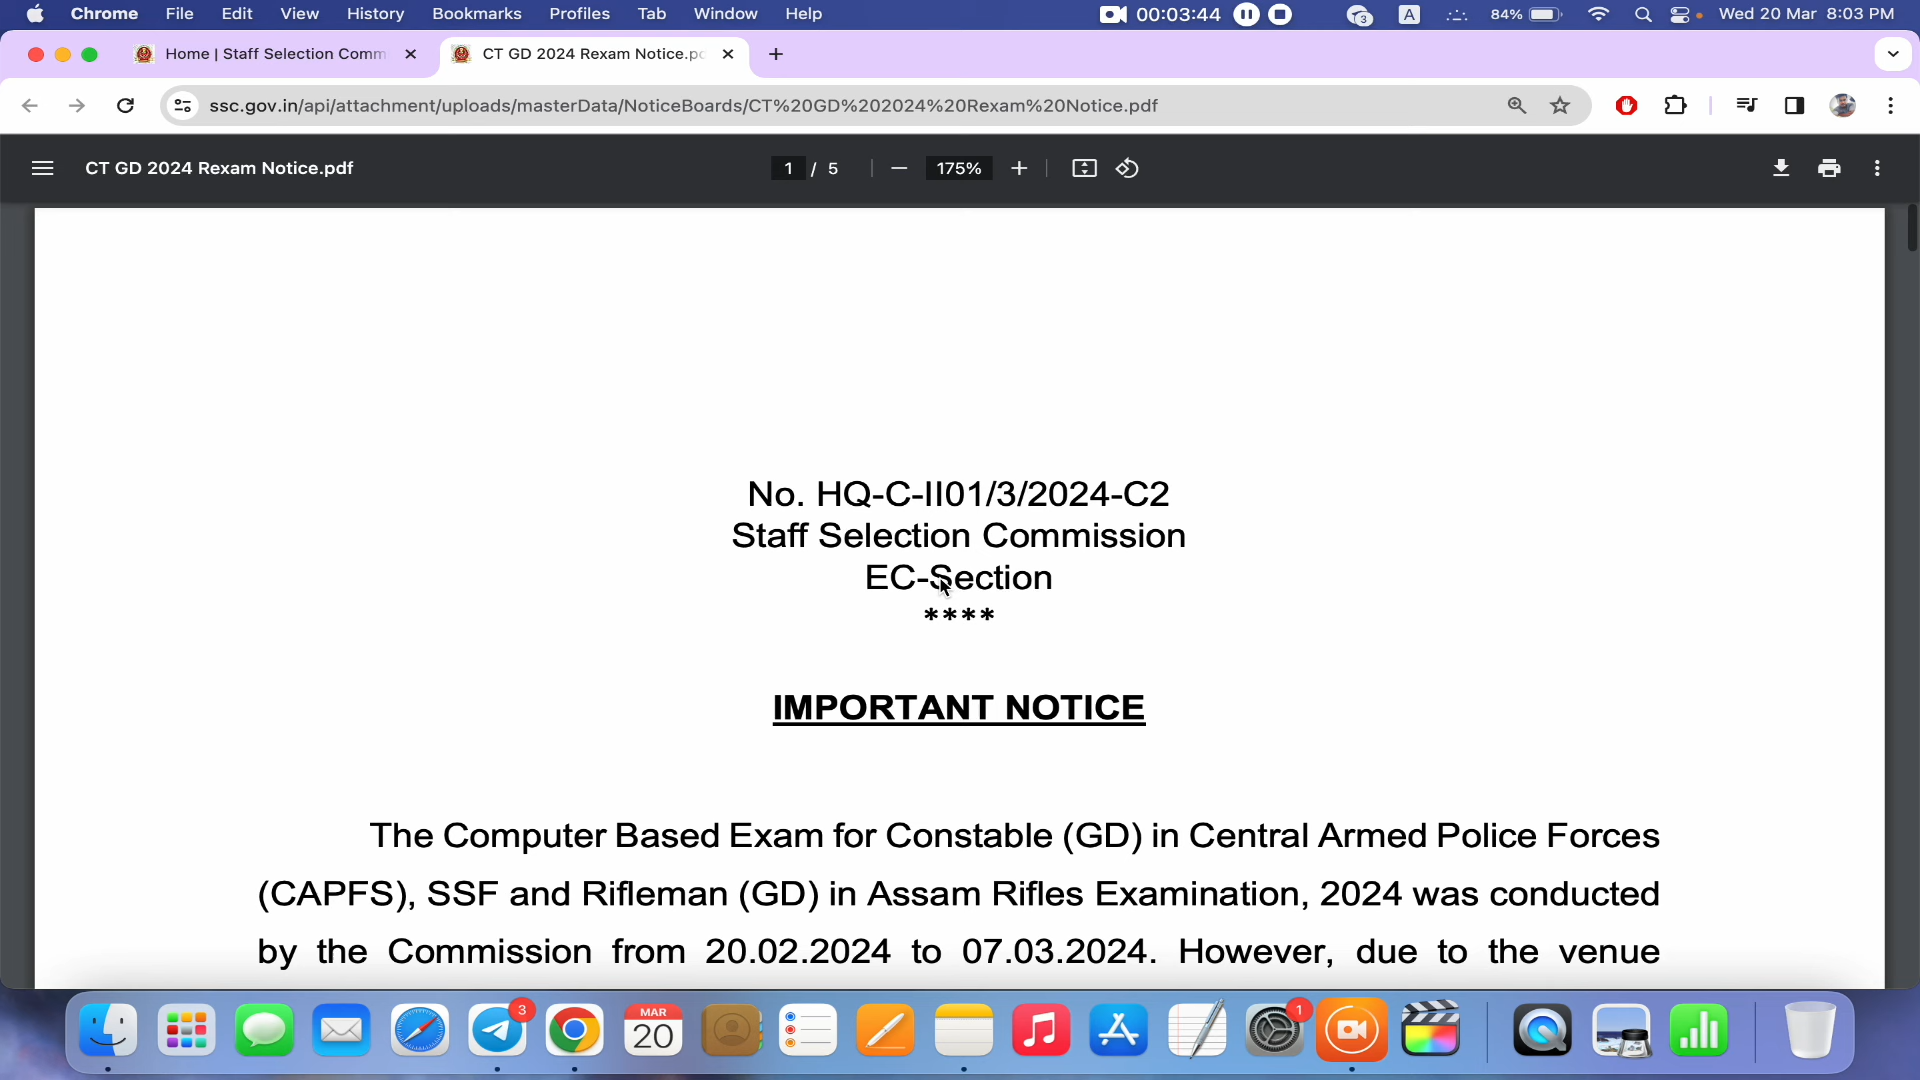 Chrome File Edit View History Bookmarks Profiles Tab Window Help 00:03:44 3 A 84% Wed 20 Mar 8:03 PM
Home | Staff Selection Comm CT GD 2024 Rexam Notice.pd
ssc.gov.in/api/attachment/uploads/masterData/NoticeBoards/CT%20GD%202024%20Rexam%20Notice.pdf
CT GD 2024 Rexam Notice.pdf 1 / 5 175%
No. HQ-C-II01/3/2024-C2
Staff Selection Commission
EC-Section
****
IMPORTANT NOTICE
The Computer Based Exam for Constable (GD) in Central Armed Police Forces
(CAPFS), SSF and Rifleman (GD) in Assam Rifles Examination, 2024 was conducted
by the Commission from 20.02.2024 to 07.03.2024. However, due to the venue
3 MAR 20 1